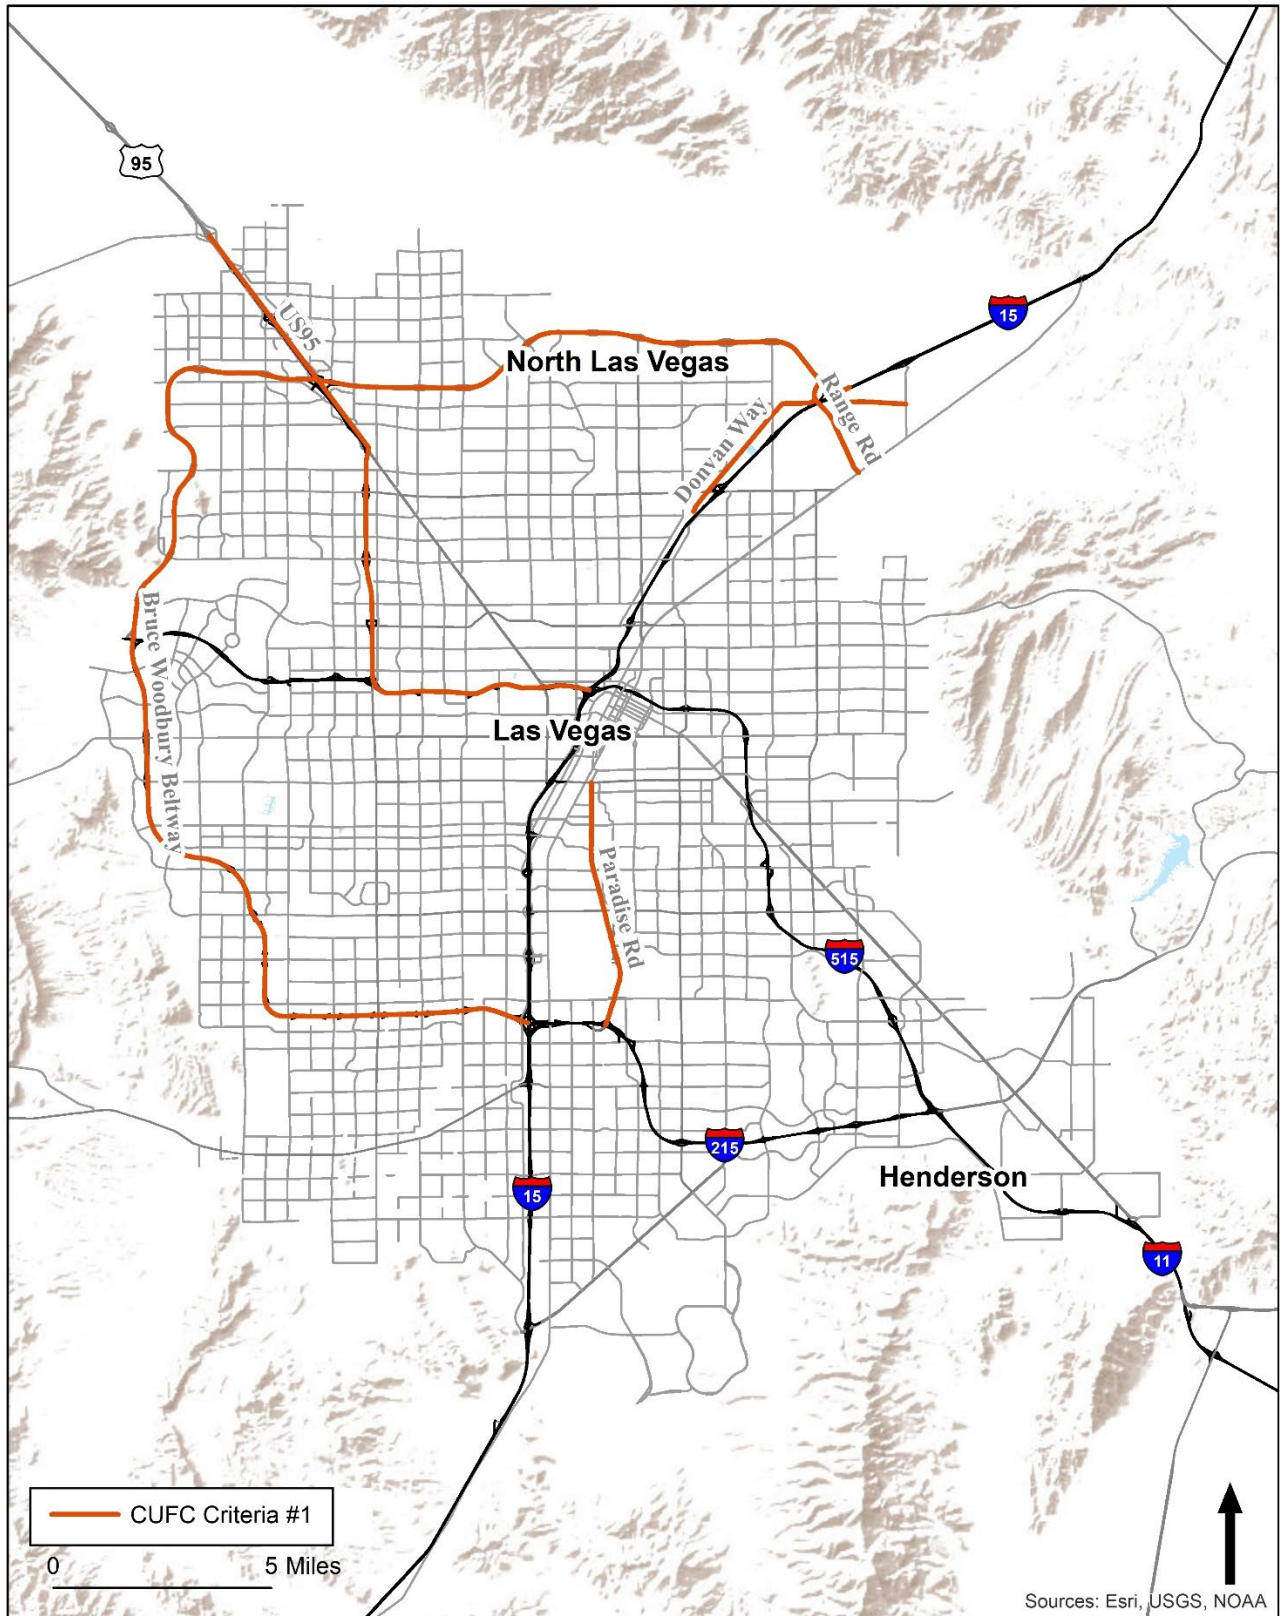 95
US95
15
North Las Vegas
Range Rd
Donvan Way
Bruce Woodbury Beltway
Las Vegas
Paradise Rd
515
215
Henderson
15
11
CUFC Criteria #1
0 5 Miles
Sources: Esri, USGS, NOAA